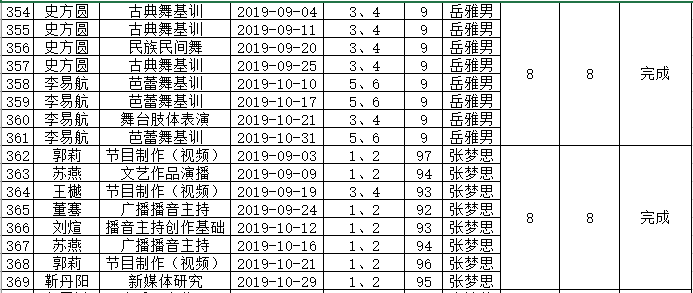 354 史方圆 古典舞基训 2019-09-04 3、4 9 岳雅男
355 史方圆 古典舞基训 2019-09-11 3、4 9 岳雅男
356 史方圆 民族民间舞 2019-09-20 3、4 9 岳雅男
357 史方圆 古典舞基训 2019-09-25 3、4 9 岳雅男
8 8 完成
358 李易航 芭蕾舞基训 2019-10-10 5、6 9 岳雅男
359 李易航 芭蕾舞基训 2019-10-17 5、6 9 岳雅男
360 李易航 舞台肢体表演 2019-10-21 3、4 9 岳雅男
361 李易航 芭蕾舞基训 2019-10-31 5、6 9 岳雅男
362 郭莉 节目制作（视频） 2019-09-03 1、2 97 张梦思
363 苏燕 文艺作品演播 2019-09-09 1、2 94 张梦思
364 王樾 节目制作（视频） 2019-09-19 3、4 93 张梦思
365 董骞 广播播音主持 2019-09-24 1、2 92 张梦思
8 8 完成
366 刘煊 播音主持创作基础 2019-10-12 1、2 93 张梦思
367 苏燕 广播播音主持 2019-10-16 1、2 94 张梦思
368 郭莉 节目制作（视频） 2019-10-21 1、2 96 张梦思
369 靳丹阳 新媒体研究 2019-10-29 1、2 95 张梦思